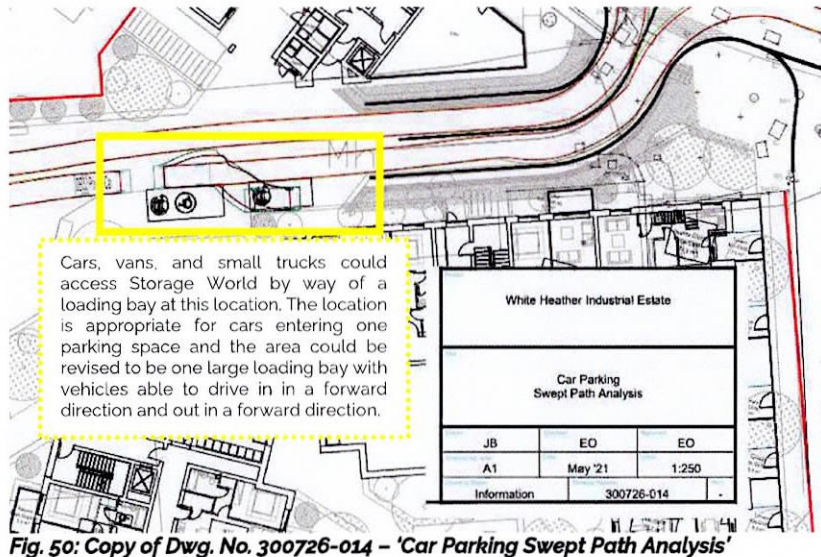 Cars, vans, and small trucks could
access Storage World by way of a
loading bay at this location. The location
is appropriate for cars entering one
parking space and the area could be
revised to be one large loading bay with
vehicles able to drive in in a forward
direction and out in a forward direction.
White Heather Industrial Estate
Car Parking
Swept Path Analysis
JB EO EO
A1 May '21 1:250
Information 300726-014
Fig. 50: Copy of Dwg. No. 300726-014 – 'Car Parking Swept Path Analysis'